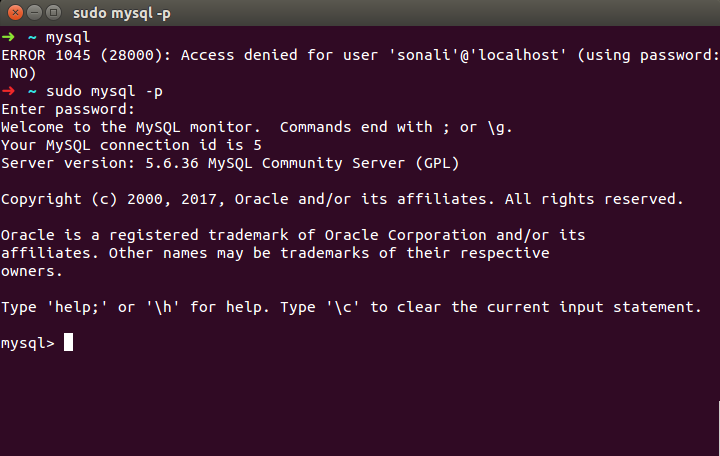 sudo mysql -p
➜ ~ mysql
ERROR 1045 (28000): Access denied for user 'sonali'@'localhost' (using password:
 NO)
➜ ~ sudo mysql -p
Enter password:
Welcome to the MySQL monitor.  Commands end with ; or \g.
Your MySQL connection id is 5
Server version: 5.6.36 MySQL Community Server (GPL)
Copyright (c) 2000, 2017, Oracle and/or its affiliates. All rights reserved.
Oracle is a registered trademark of Oracle Corporation and/or its
affiliates. Other names may be trademarks of their respective
owners.
Type 'help;' or '\h' for help. Type '\c' to clear the current input statement.
mysql>